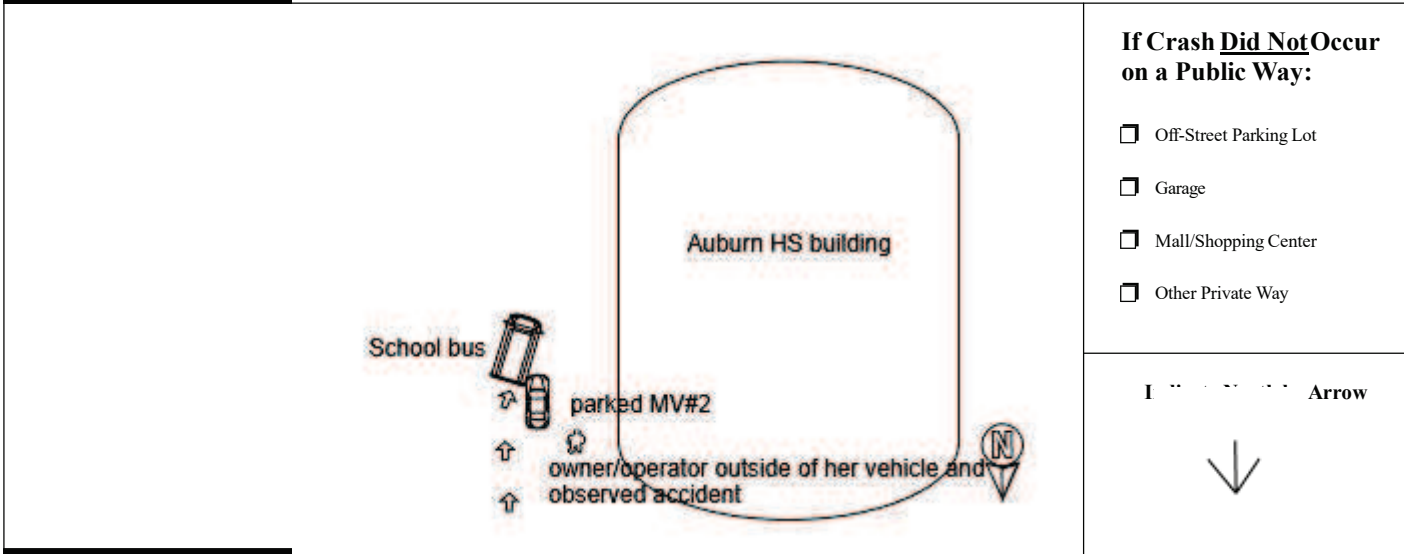 If Crash Did Not Occur
on a Public Way:
Off-Street Parking Lot
Garage
Auburn HS building
Mall/Shopping Center
Other Private Way
School bus
parked MV#2
Arrow
N
owner/operator outside of her vehicle and
observed accident